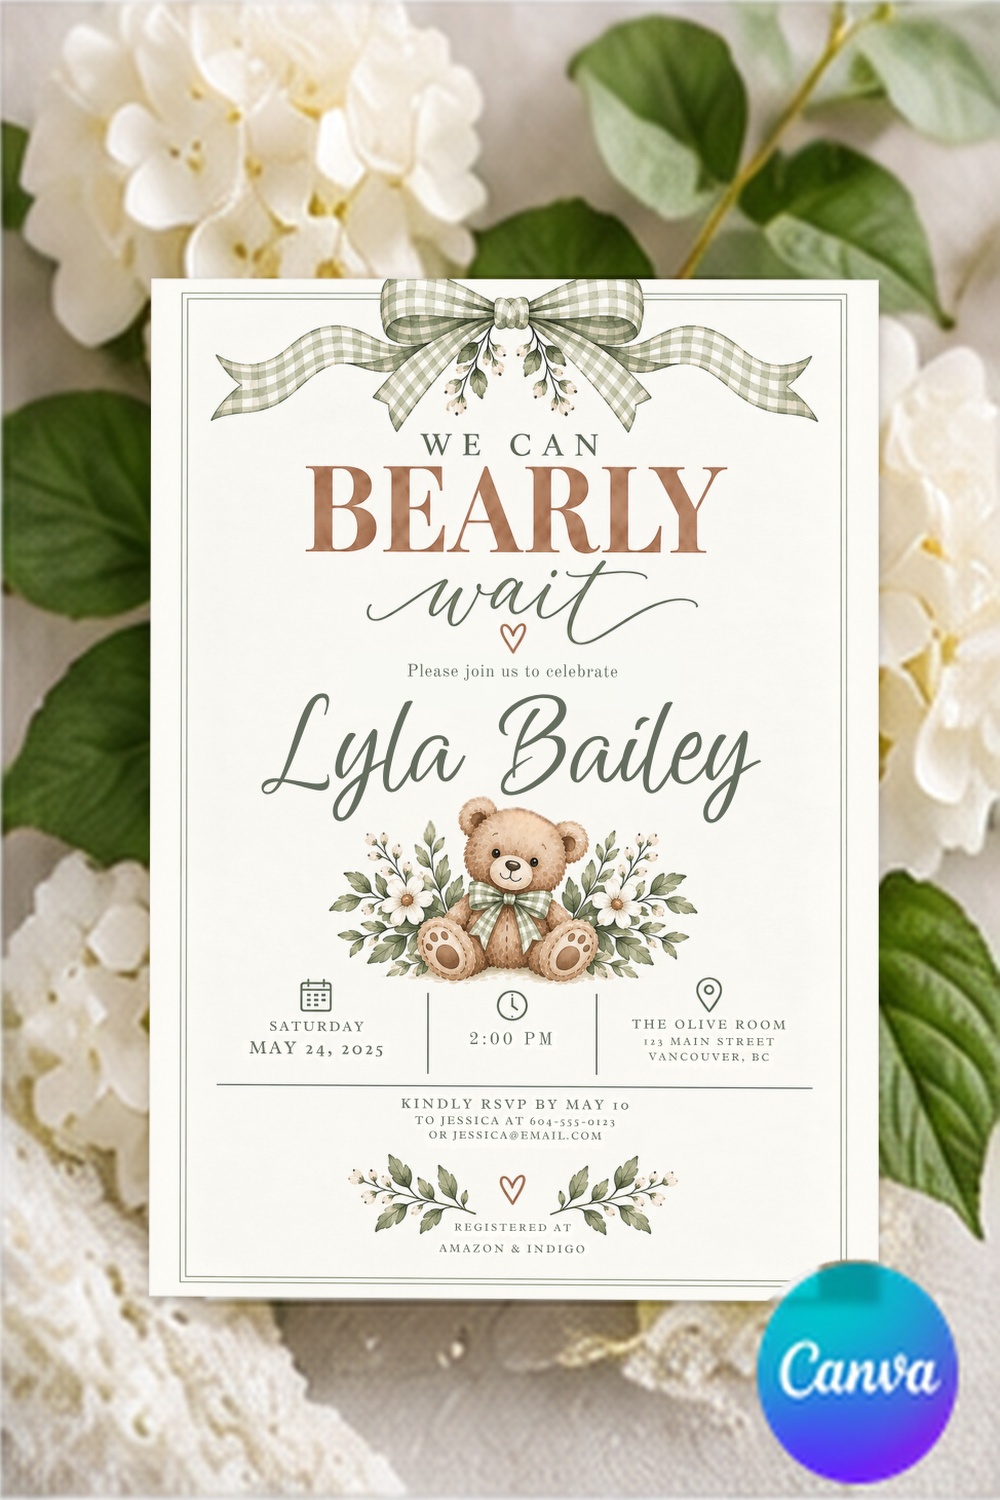 WE CAN
BEARLY
wait
Please join us to celebrate
Lyla Bailey
SATURDAY
MAY 24, 2025
2:00 PM
THE OLIVE ROOM
123 MAIN STREET
VANCOUVER, BC
KINDLY RSVP BY MAY 10
TO JESSICA AT 604-555-0123
OR JESSICA@EMAIL.COM
REGISTERED AT
AMAZON & INDIGO
Canva